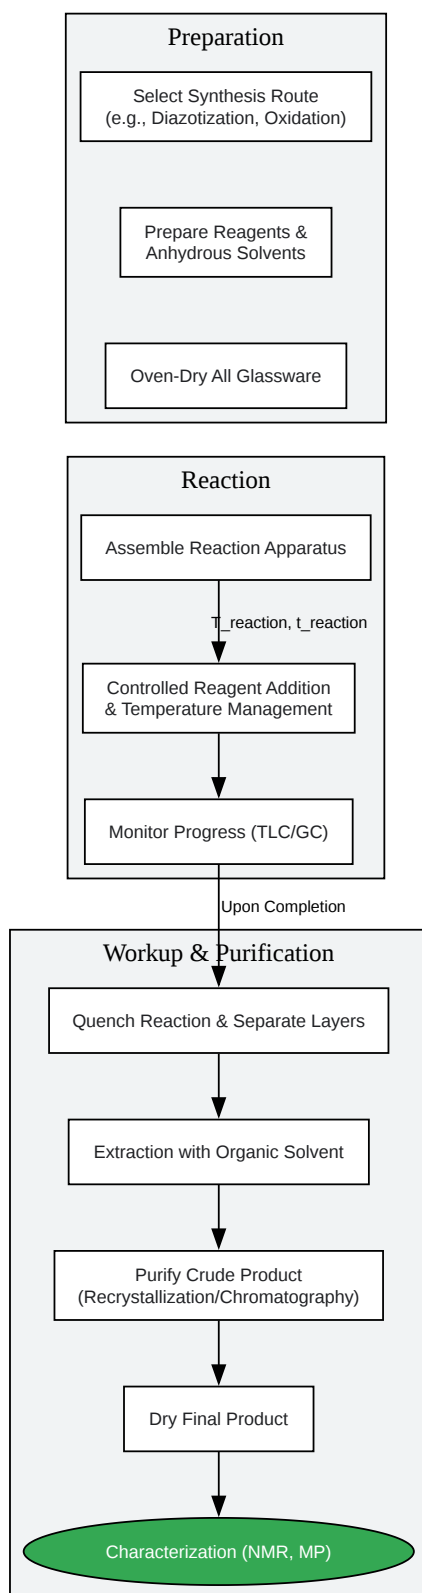 Preparation
Select Synthesis Route
(e.g., Diazotization, Oxidation)
Prepare Reagents &
Anhydrous Solvents
Oven-Dry All Glassware
Reaction
Assemble Reaction Apparatus
T_reaction, t_reaction
Controlled Reagent Addition
& Temperature Management
Monitor Progress (TLC/GC)
Upon Completion
Workup & Purification
Quench Reaction & Separate Layers
Extraction with Organic Solvent
Purify Crude Product
(Recrystallization/Chromatography)
Dry Final Product
Characterization (NMR, MP)